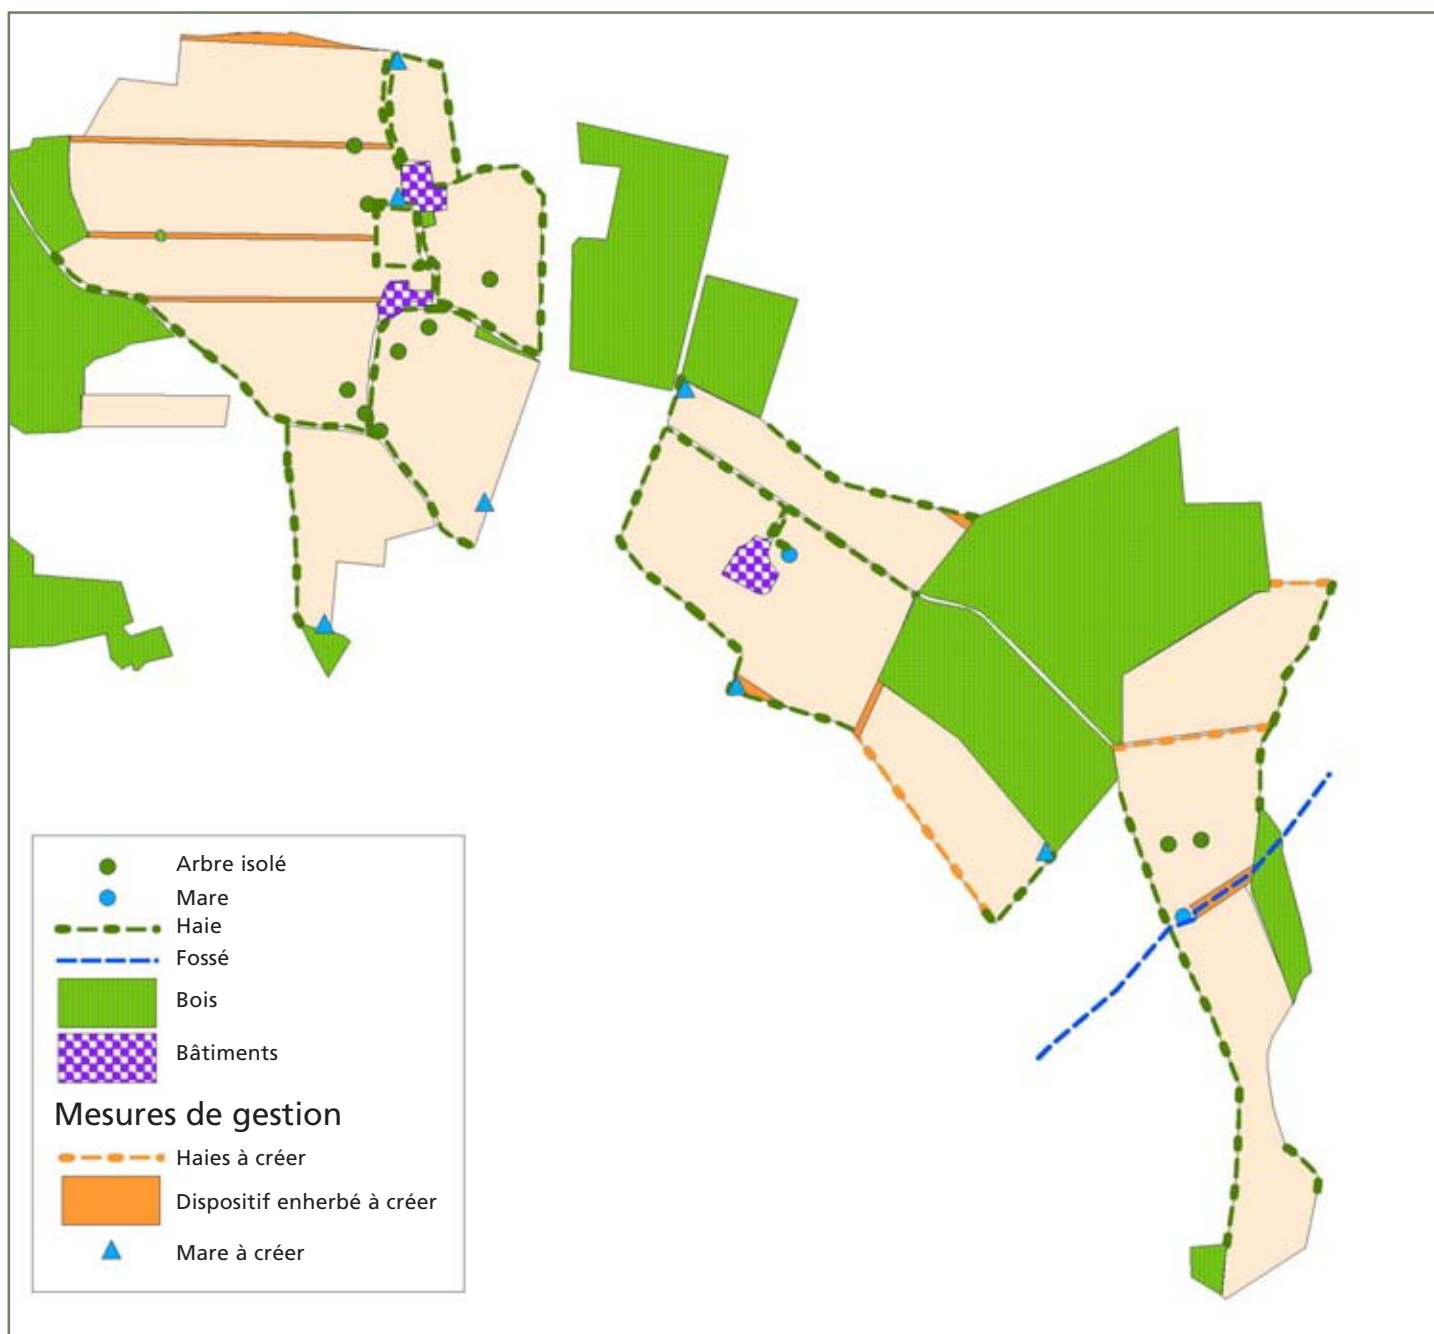 Arbre isolé
Mare
Haie
Fossé
Bois
Bâtiments
Mesures de gestion
Haies à créer
Dispositif enherbé à créer
Mare à créer